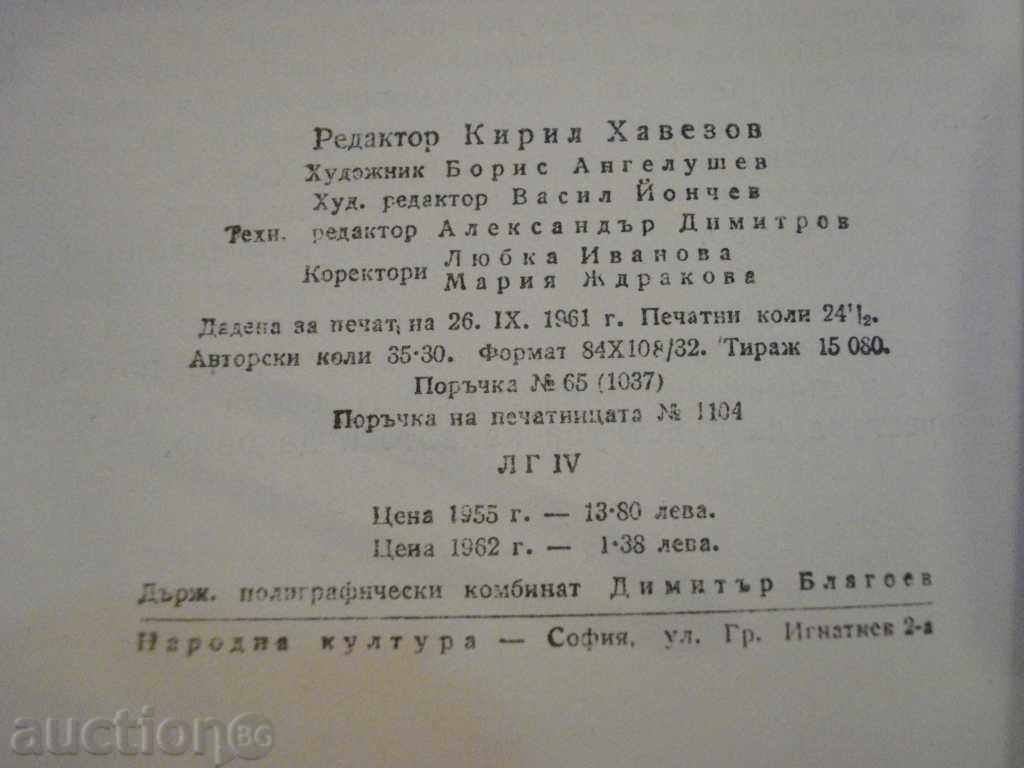 Редактор Кирил Хавезов
Художник Борис Ангелушев
Худ. редактор Васил Йончев
Техн. редактор Александър Димитров
Коректори Любка Иванова
Мария Ждракова
Дадена за печат на 26. IX. 1961 г. Печатни коли 24 1/2.
Авторски коли 35·30. Формат 84X108/32. Тираж 15 080.
Поръчка № 65 (1037)
Поръчка на печатницата № 1104
ЛГ IV
Цена 1955 г. — 13·80 лева.
Цена 1962 г. — 1·38 лева.
Държ. полиграфически комбинат Димитър Благоев
Народна култура — София, ул. Гр. Игнатиев 2-а
auction BG